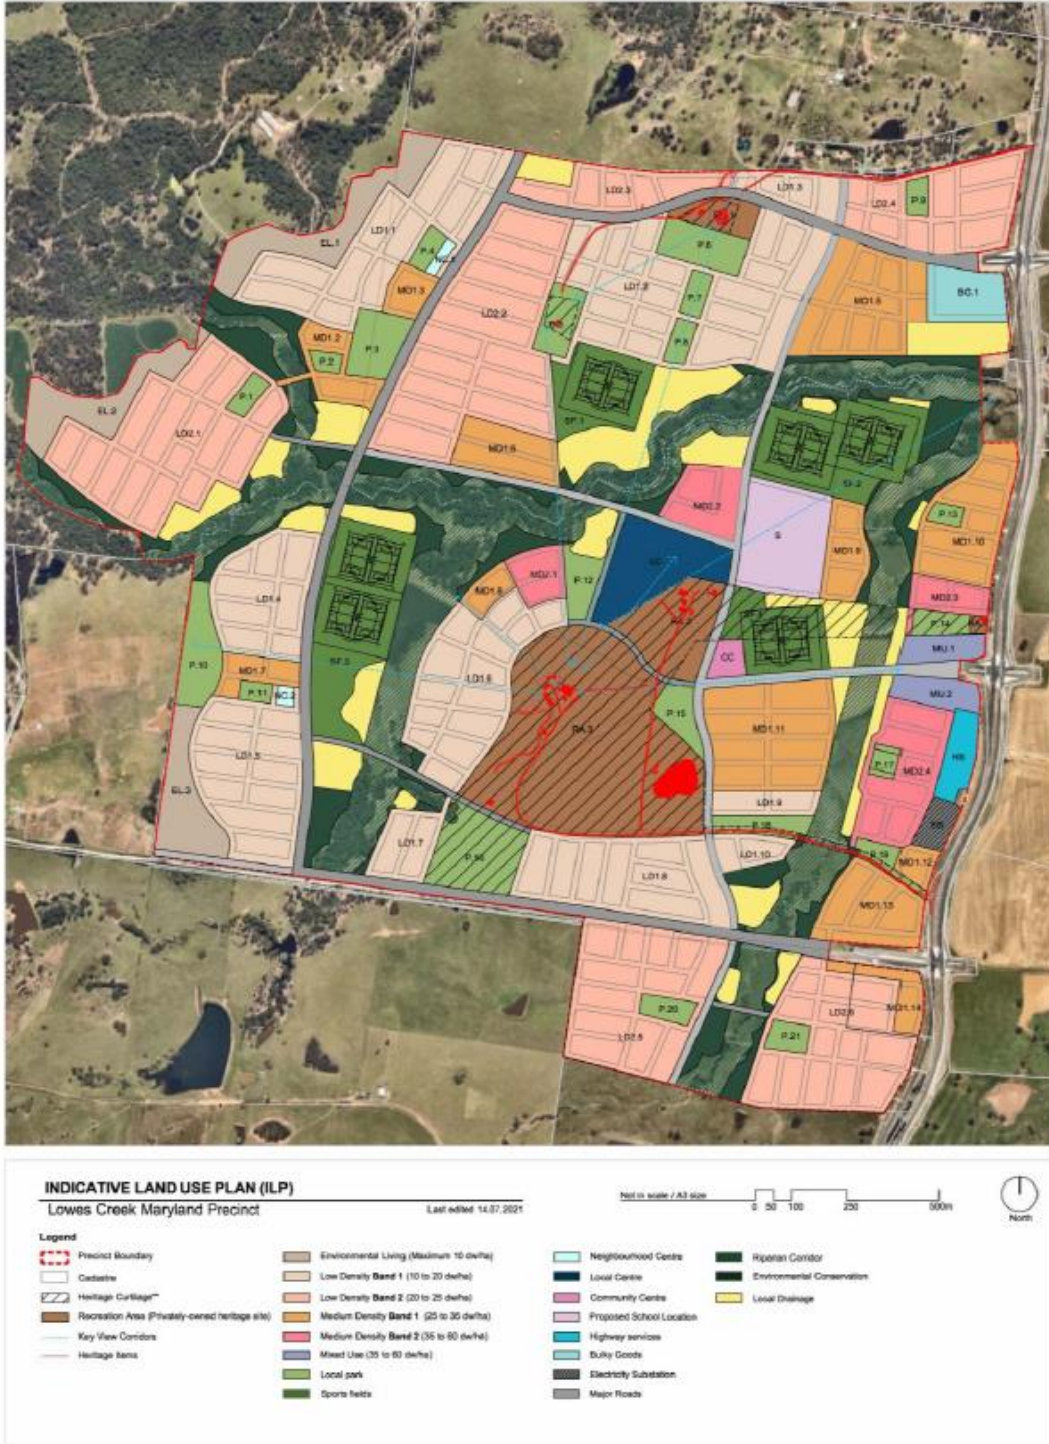 EL.1
LD1.1
P.4
MD1.3
LD2.3
LD1.3
LD2.4
P.9
P.6
LD1.2
P.7
P.8
LD2.2
MD1.5
BG.1
MD1.2
P.2
P.3
EL.2
P.1
LD2.1
SF.1
MD2.2
S
MD1.9
P.13
MD1.10
LD1.4
MD2.1
P.12
MD2.3
P.14
MU.1
P.10
MD1.7
P.11
NC.2
SF.3
LD1.6
RA.3
P.15
CC
MU.2
MD1.11
LD1.5
EL.3
P.17
MD2.4
HS
LD1.9
P.18
LD1.7
LD1.10
P.19
MD1.12
LD1.8
MD1.13
P.20
LD2.5
P.21
MD1.14
INDICATIVE LAND USE PLAN (ILP)
Lowes Creek Maryland Precinct
Last edited 14.07.2021
Not in scale / A3 size
0 50 100 250 500m
North
Legend
Precinct Boundary
Cadastre
Heritage Curtilage**
Recreation Area (Privately-owned heritage site)
Key View Corridors
Heritage Items
Environmental Living (Maximum 10 dw/ha)
Low Density Band 1 (10 to 20 dw/ha)
Low Density Band 2 (20 to 25 dw/ha)
Medium Density Band 1 (25 to 35 dw/ha)
Medium Density Band 2 (35 to 60 dw/ha)
Mixed Use (35 to 60 dw/ha)
Local park
Sports fields
Neighbourhood Centre
Local Centre
Community Centre
Proposed School Location
Highway services
Bulky Goods
Electricity Substation
Major Roads
Riparian Corridor
Environmental Conservation
Local Drainage